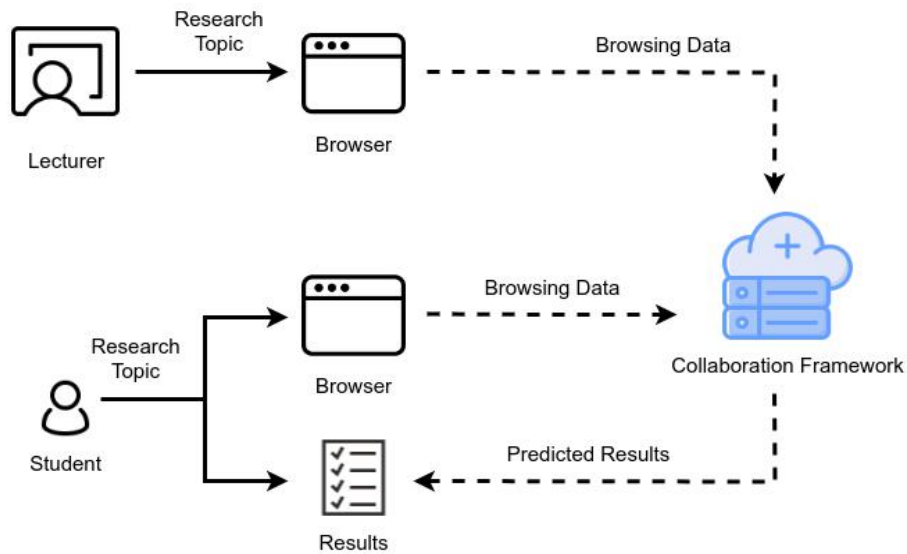 Research
Topic
Browsing Data
Lecturer
Browser
Browsing Data
Research
Topic
Collaboration Framework
Browser
Student
Predicted Results
Results